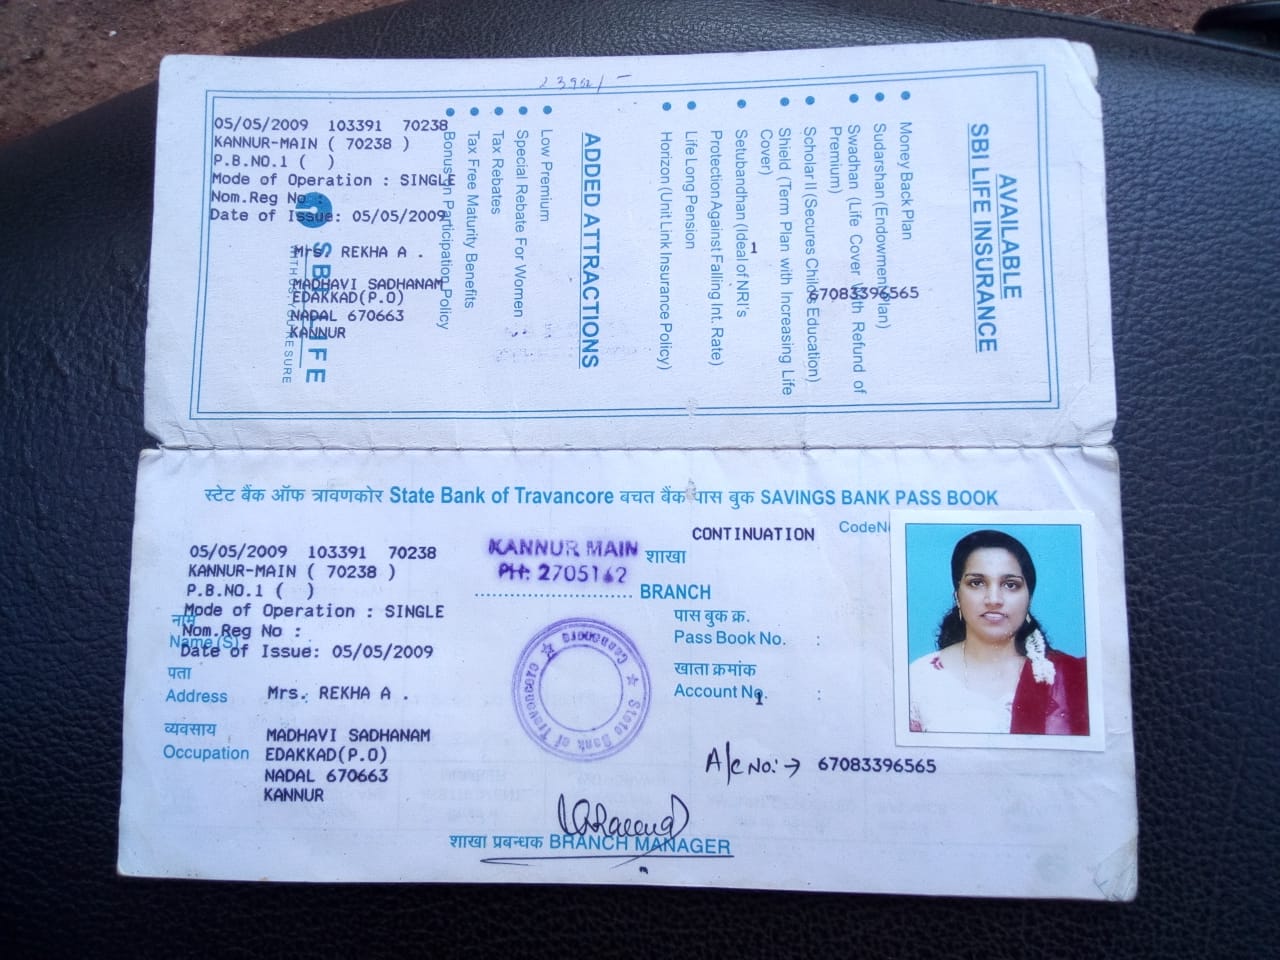 23950/-
05/05/2009 103391 70238
KANNUR-MAIN ( 70238 )
P.B.NO.1 ( )
Mode of Operation : SINGLE
Nom.Reg No :
Date of Issue: 05/05/2009
Mrs. REKHA A .
MADHAVI SADHANAM
EDAKKAD(P.O)
NADAL 670663
KANNUR
1
67083396565
AVAILABLE
SBI LIFE INSURANCE
• Money Back Plan
• Sudarshan (Endowment Plan)
• Swadhan (Life Cover With Refund of
Premium)
• Scholar II (Secures Child's Education)
• Shield (Term Plan with Increasing Life
Cover)
• Setubandhan (Ideal of NRI's
Protection Against Falling Int. Rate)
• Life Long Pension
• Horizon (Unit Link Insurance Policy)
ADDED ATTRACTIONS
• Low Premium
• Special Rebate For Women
• Tax Rebates
• Tax Free Maturity Benefits
• Bonus in Participation Policy
SBI LIFE
स्टेट बैंक ऑफ त्रावणकोर State Bank of Travancore बचत बैंक पास बुक SAVINGS BANK PASS BOOK
CONTINUATION
05/05/2009 103391 70238
KANNUR-MAIN ( 70238 )
P.B.NO.1 ( )
Mode of Operation : SINGLE
Nom.Reg No :
Date of Issue: 05/05/2009
नाम
Name(S)
पता
Address
Mrs. REKHA A .
व्यवसाय
Occupation
MADHAVI SADHANAM
EDAKKAD(P.O)
NADAL 670663
KANNUR
KANNUR MAIN
PH: 2705162
शाखा
BRANCH
पास बुक क्र.
Pass Book No. :
खाता क्रमांक
Account No. :
1
A/c No:→ 67083396565
State Bank of Travancore
शाखा प्रबन्धक BRANCH MANAGER